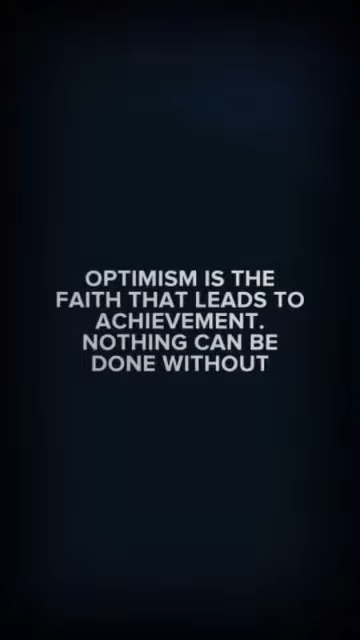 OPTIMISM IS THE
FAITH THAT LEADS TO
ACHIEVEMENT.
NOTHING CAN BE
DONE WITHOUT